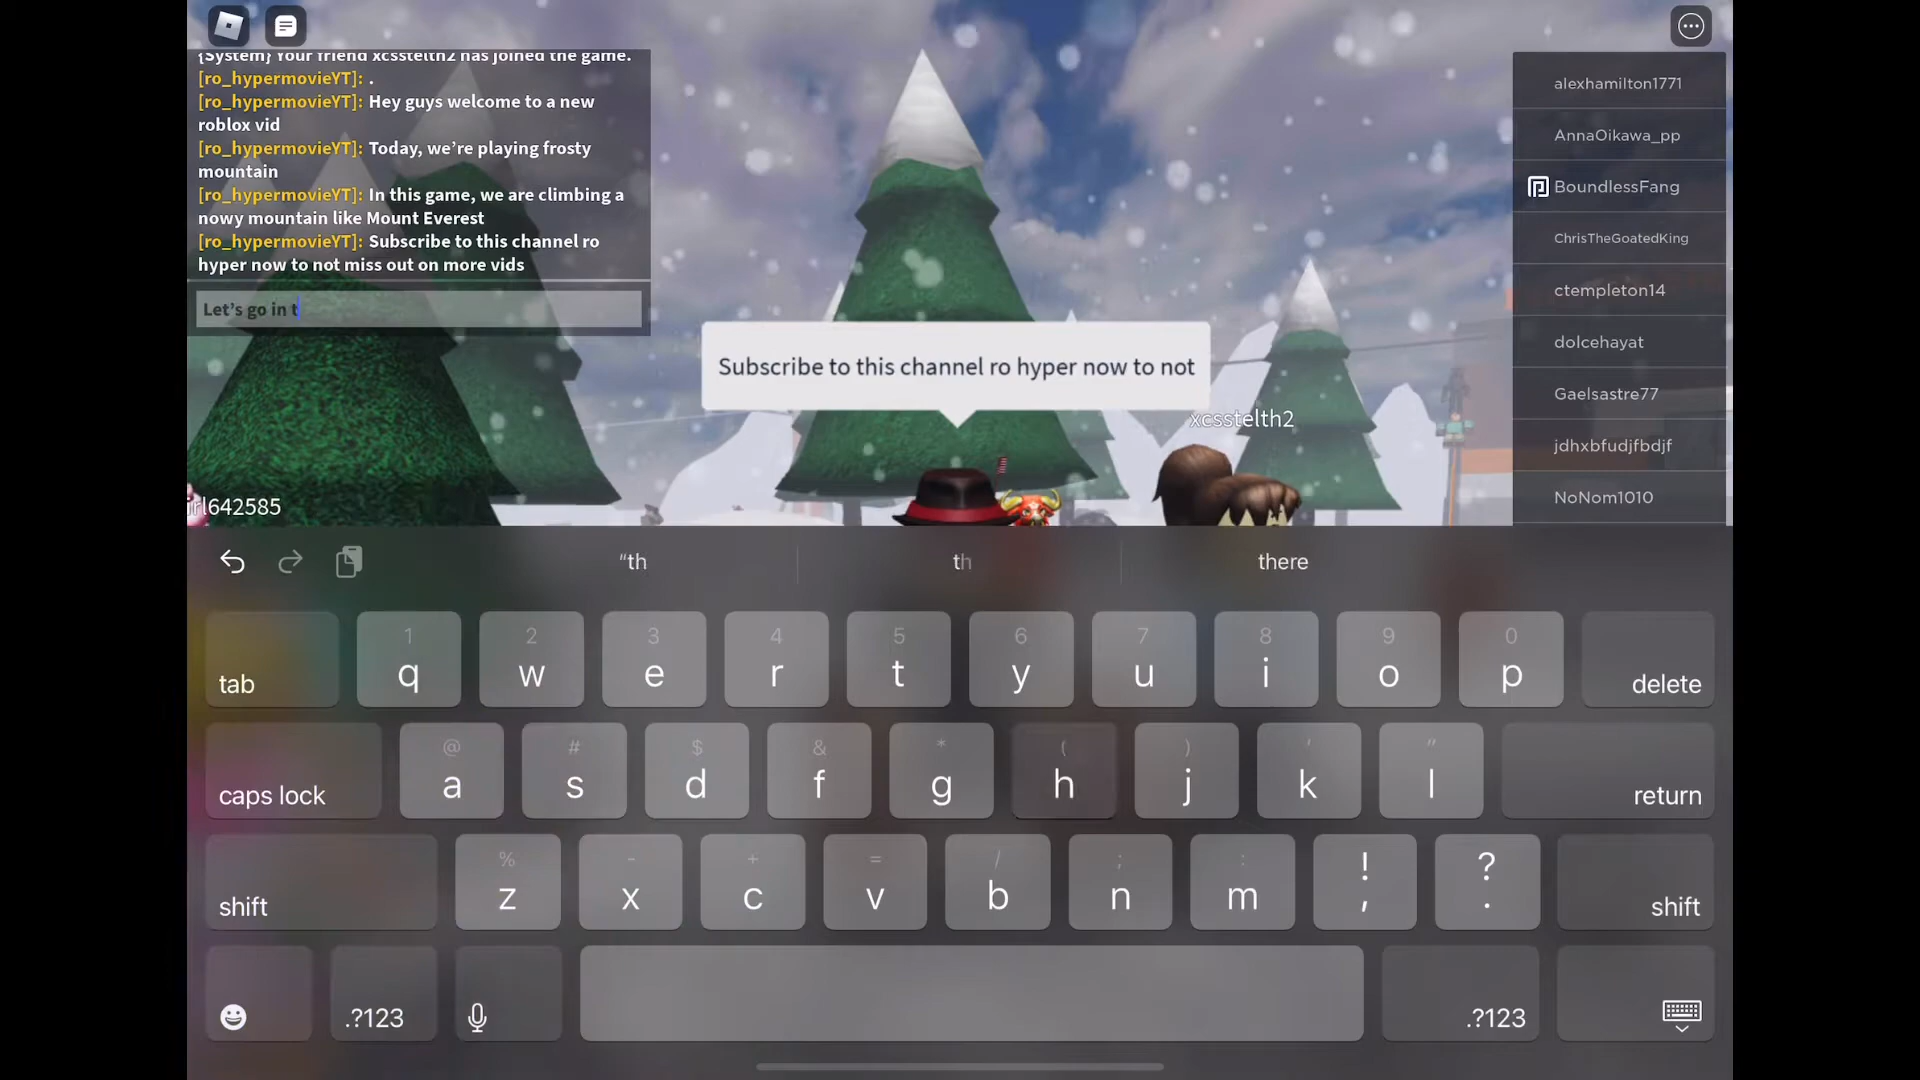 {System} Your friend xcsstelth2 has joined the game.
[ro_hypermovieYT]: .
[ro_hypermovieYT]: Hey guys welcome to a new
roblox vid
[ro_hypermovieYT]: Today, we’re playing frosty
mountain
[ro_hypermovieYT]: In this game, we are climbing a
nowy mountain like Mount Everest
[ro_hypermovieYT]: Subscribe to this channel ro
hyper now to not miss out on more vids
Let’s go in t
Subscribe to this channel ro hyper now to not
xcsstelth2
rl642585
alexhamilton1771
AnnaOikawa_pp
BoundlessFang
ChrisTheGoatedKing
ctempleton14
dolcehayat
Gaelsastre77
jdhxbfudjfbdjf
NoNom1010
“th th there
1 2 3 4 5 6 7 8 9 0
tab q w e r t y u i o p delete
@ # $ & * ( ) ' "
caps lock a s d f g h j k l return
% - + = / ; : ! ?
shift z x c v b n m , . shift
.?123 .?123